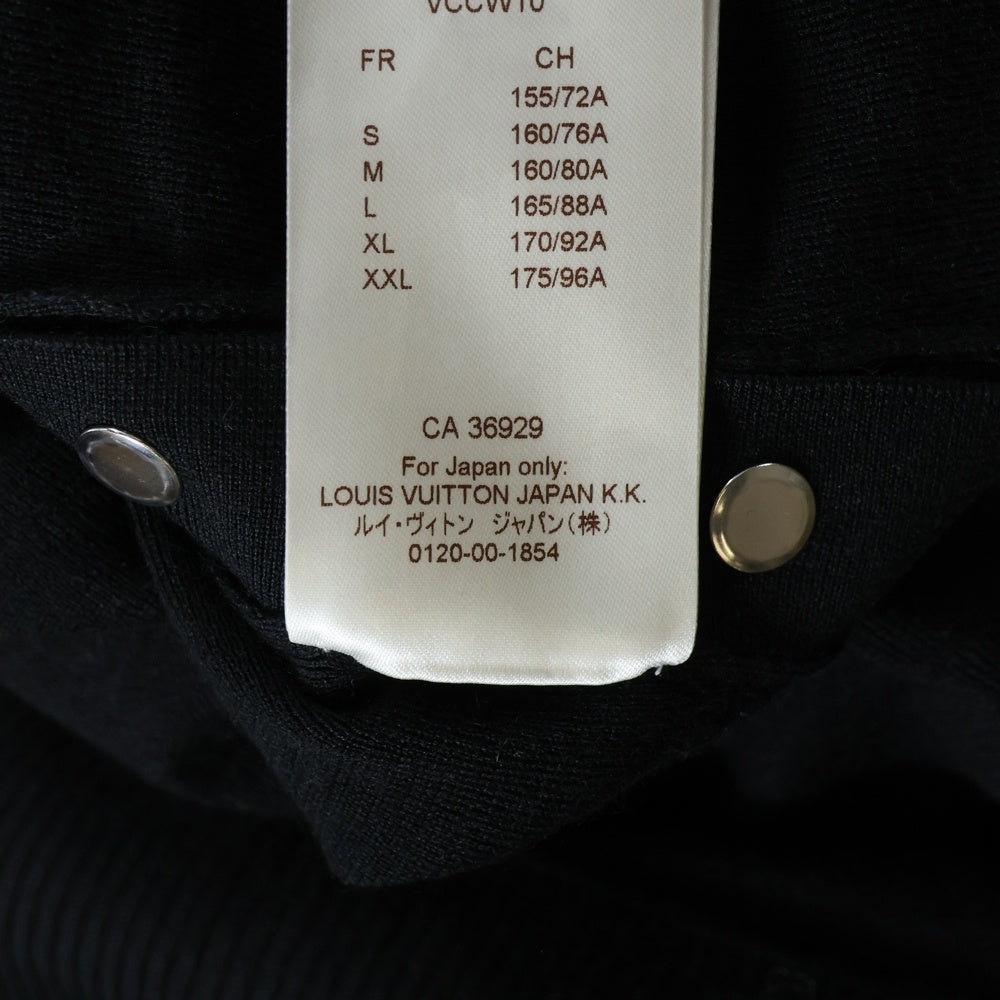 VCCW10
FR CH
155/72A
S 160/76A
M 160/80A
L 165/88A
XL 170/92A
XXL 175/96A
CA 36929
For Japan only:
LOUIS VUITTON JAPAN K.K.
ルイ・ヴィトン ジャパン(株)
0120-00-1854